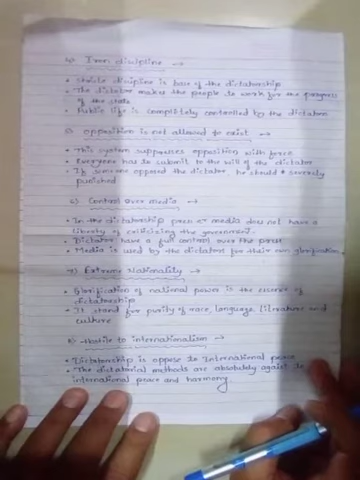 4) Iron discipline →
• Strict discipline is base of the dictatorship
• The dictator makes the people to work for the progress
of the state
• Public life is completely controlled by the dictator
5) opposition is not allowed to exist →
• This system suppresses opposition with force
• Everyone has to submit to the will of the dictator
• If someone opposed the dictator he should severely
punished
6) Control over media →
• In the dictatorship press or media does not have a
liberty of criticizing the government.
• Dictator have a full control over the press
• Media is used by the dictator for their own glorification
7) Extreme Nationality →
• Glorification of national power is the essence of
dictatorship
• It stand for purity of race, language, literature and
culture
8) Hostile to internationalism →
• Dictatorship is oppose to International peace
• The dictatorial methods are absolutely against to
international peace and harmony